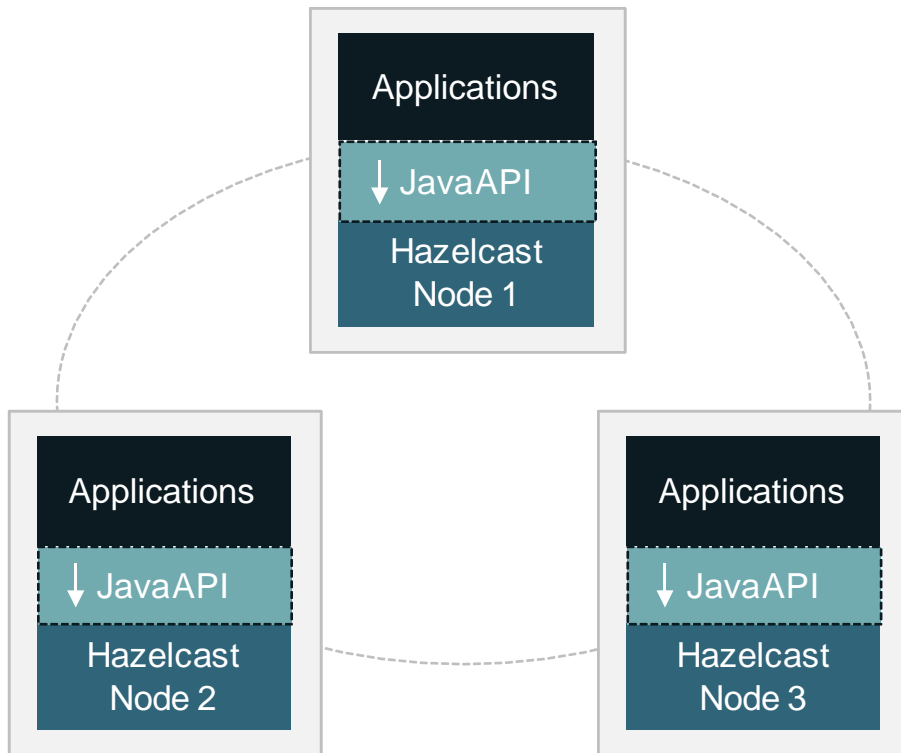 Applications
JavaAPI
Hazelcast
Node 1
Applications
JavaAPI
Hazelcast
Node 2
Applications
JavaAPI
Hazelcast
Node 3